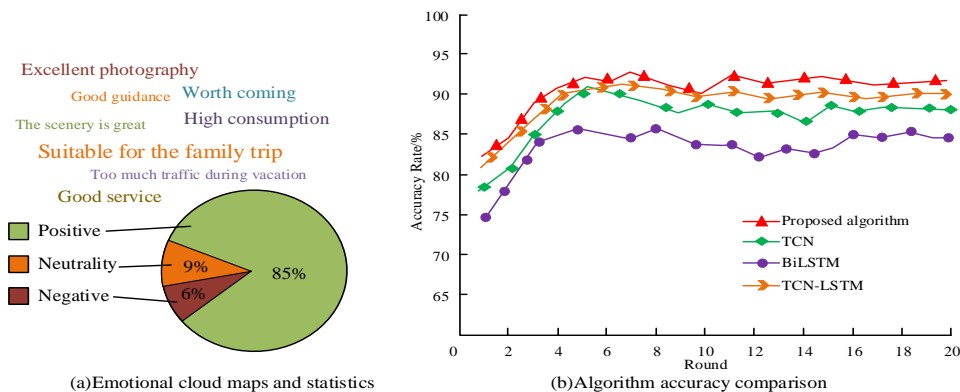 Excellent photography
Good guidance
Worth coming
The scenery is great
High consumption
Suitable for the family trip
Too much traffic during vacation
Good service
Positive
Neutrality
Negative
85%
9%
6%
(a)Emotional cloud maps and statistics
Accuracy Rate/%
100
95
90
85
80
75
70
65
0
2
4
6
8
10
12
14
16
18
20
Round
Proposed algorithm
TCN
BiLSTM
TCN-LSTM
(b)Algorithm accuracy comparison